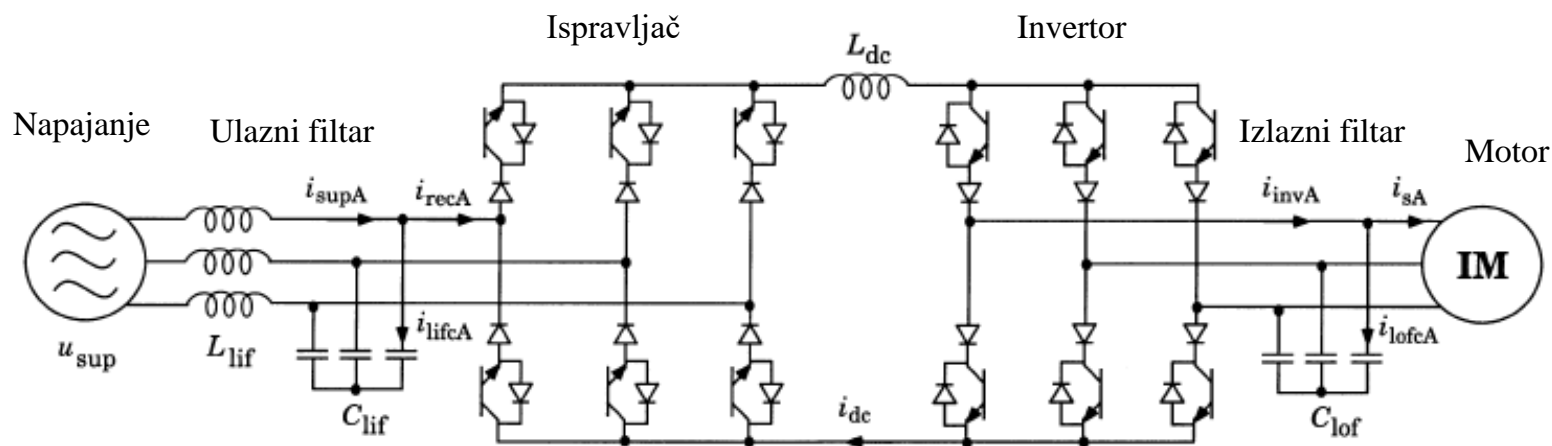 Ispravljač
Invertor
L_dc
Napajanje
Ulazni filtar
Izlazni filtar
Motor
i_supA
i_recA
i_invA
i_sA
IM
i_lifcA
i_lofcA
u_sup
L_lif
C_lif
i_dc
C_lof